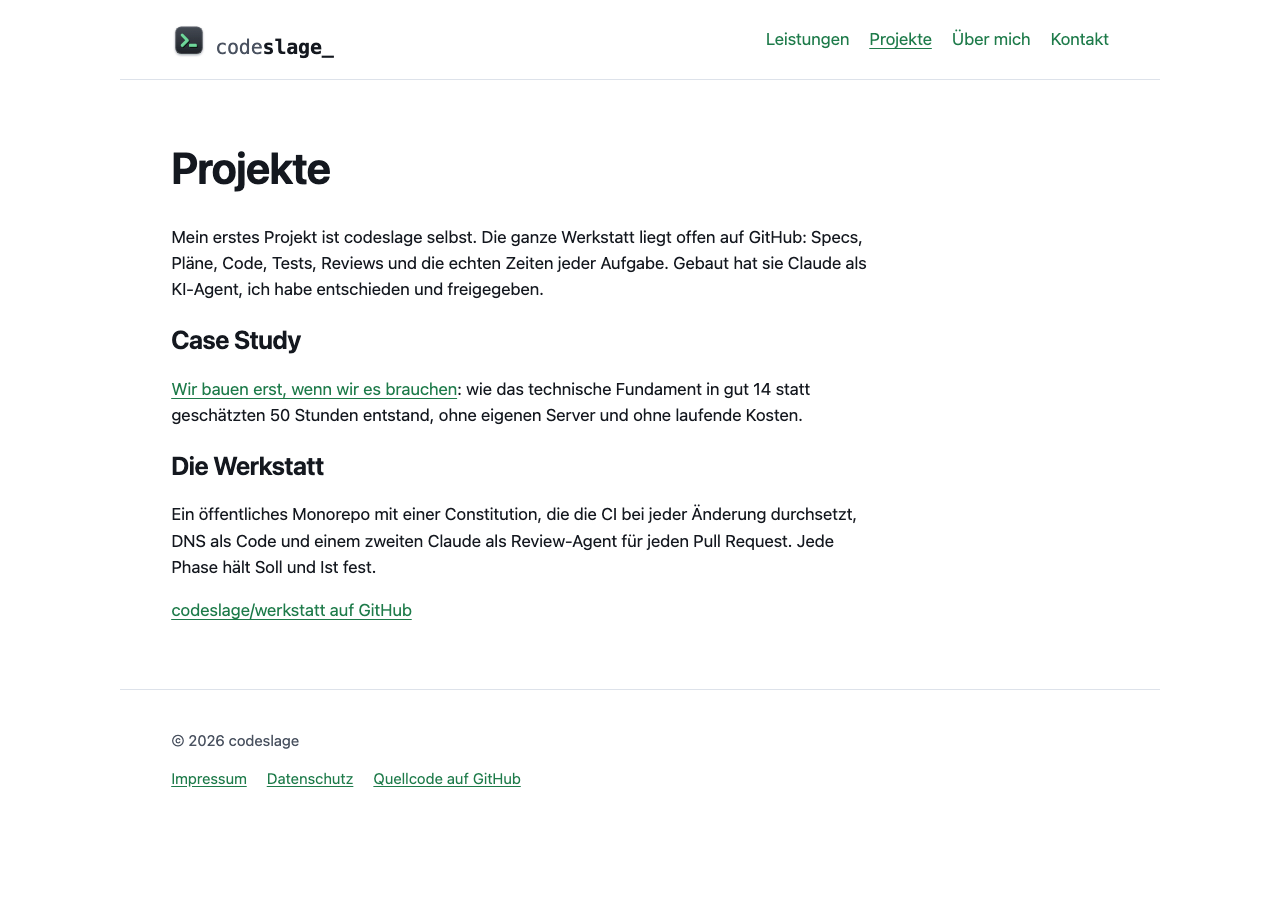 codeslage_
Leistungen Projekte Über mich Kontakt
Projekte
Mein erstes Projekt ist codeslage selbst. Die ganze Werkstatt liegt offen auf GitHub: Specs,
Pläne, Code, Tests, Reviews und die echten Zeiten jeder Aufgabe. Gebaut hat sie Claude als
KI-Agent, ich habe entschieden und freigegeben.
Case Study
Wir bauen erst, wenn wir es brauchen: wie das technische Fundament in gut 14 statt
geschätzten 50 Stunden entstand, ohne eigenen Server und ohne laufende Kosten.
Die Werkstatt
Ein öffentliches Monorepo mit einer Constitution, die die CI bei jeder Änderung durchsetzt,
DNS als Code und einem zweiten Claude als Review-Agent für jeden Pull Request. Jede
Phase hält Soll und Ist fest.
codeslage/werkstatt auf GitHub
© 2026 codeslage
Impressum Datenschutz Quellcode auf GitHub